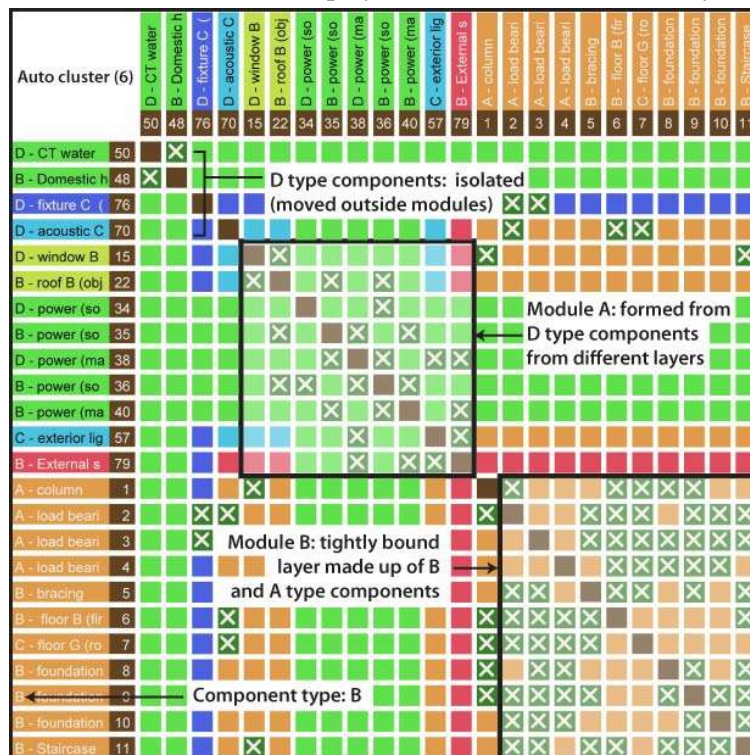 Auto cluster (6)
D - CT water
B - Domestic h
D - fixture C (
D - acoustic C
D - window B
B - roof B (obj
D - power (so
B - power (so
D - power (ma
B - power (so
B - power (ma
C - exterior lig
B - External s
A - column
A - load beari
A - load beari
A - load beari
B - bracing
B - floor B (fir
C - floor G (ro
B - foundation
B - foundation
B - foundation
B - Staircase
50 48 76 70 15 22 34 35 38 36 40 57 79 1 2 3 4 5 6 7 8 9 10 11
D - CT water 50
B - Domestic h 48
D - fixture C ( 76
D - acoustic C 70
D - window B 15
B - roof B (obj 22
D - power (so 34
B - power (so 35
D - power (ma 38
B - power (so 36
B - power (ma 40
C - exterior lig 57
B - External s 79
A - column 1
A - load beari 2
A - load beari 3
A - load beari 4
B - bracing 5
B - floor B (fir 6
C - floor G (ro 7
B - foundation 8
B - foundation 9
B - foundation 10
B - Staircase 11
D type components: isolated
(moved outside modules)
Module A: formed from
D type components
from different layers
Module B: tightly bound
layer made up of B
and A type components
Component type: B